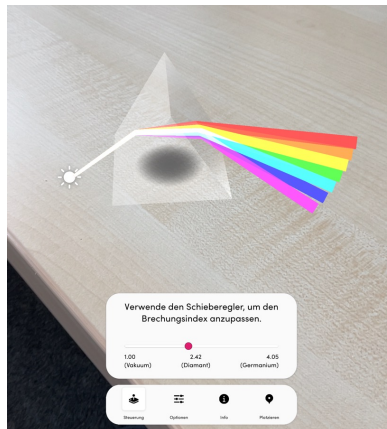 Verwende den Schieberegler, um den
Brechungsindex anzupassen.
1.00 2.42 4.05
(Vakuum) (Diamant) (Germanium)
Steuerung Optionen Info Platzieren